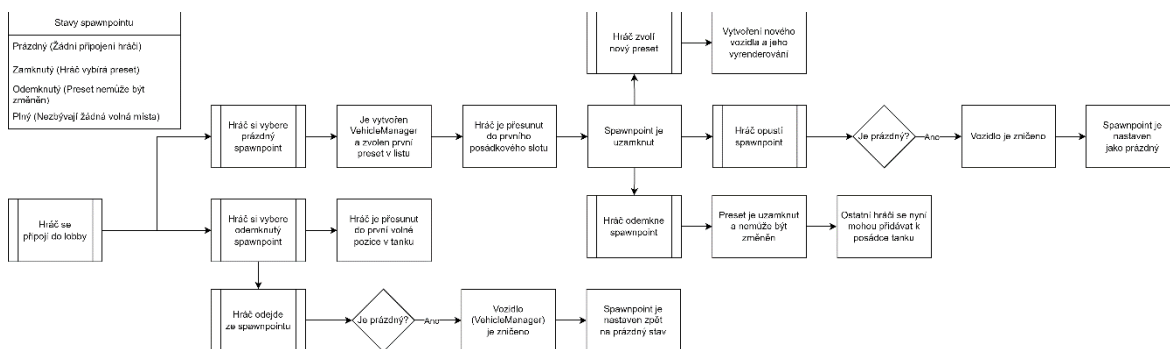 Stavy spawnpointu
Prázdný (Žádní připojení hráči)
Zamknutý (Hráč vybírá preset)
Odemknutý (Preset nemůže být
změněn)
Plný (Nezbývají žádná volná místa)
Hráč zvolí
nový preset
Vytvoření nového
vozidla a jeho
vyrenderování
Hráč si vybere
prázdný
spawnpoint
Je vytvořen
VehicleManager
a zvolen první
preset v listu
Hráč je přesunut
do prvního
posádkového slotu
Spawnpoint je
uzamknut
Hráč opustí
spawnpoint
Je prázdný?
Ano
Vozidlo je zničeno
Spawnpoint je
nastaven
jako prázdný
Hráč se
připojí do lobby
Hráč si vybere
odemknutý
spawnpoint
Hráč je přesunut
do první volné
pozice v tanku
Hráč odemkne
spawnpoint
Preset je uzamknut
a nemůže být
změněn
Ostatní hráči se nyní
mohou přidávat k
posádce tanku
Hráč odejde
ze spawnpointu
Je prázdný?
Ano
Vozidlo
(VehicleManager)
je zničeno
Spawnpoint je
nastaven zpět
na prázdný stav